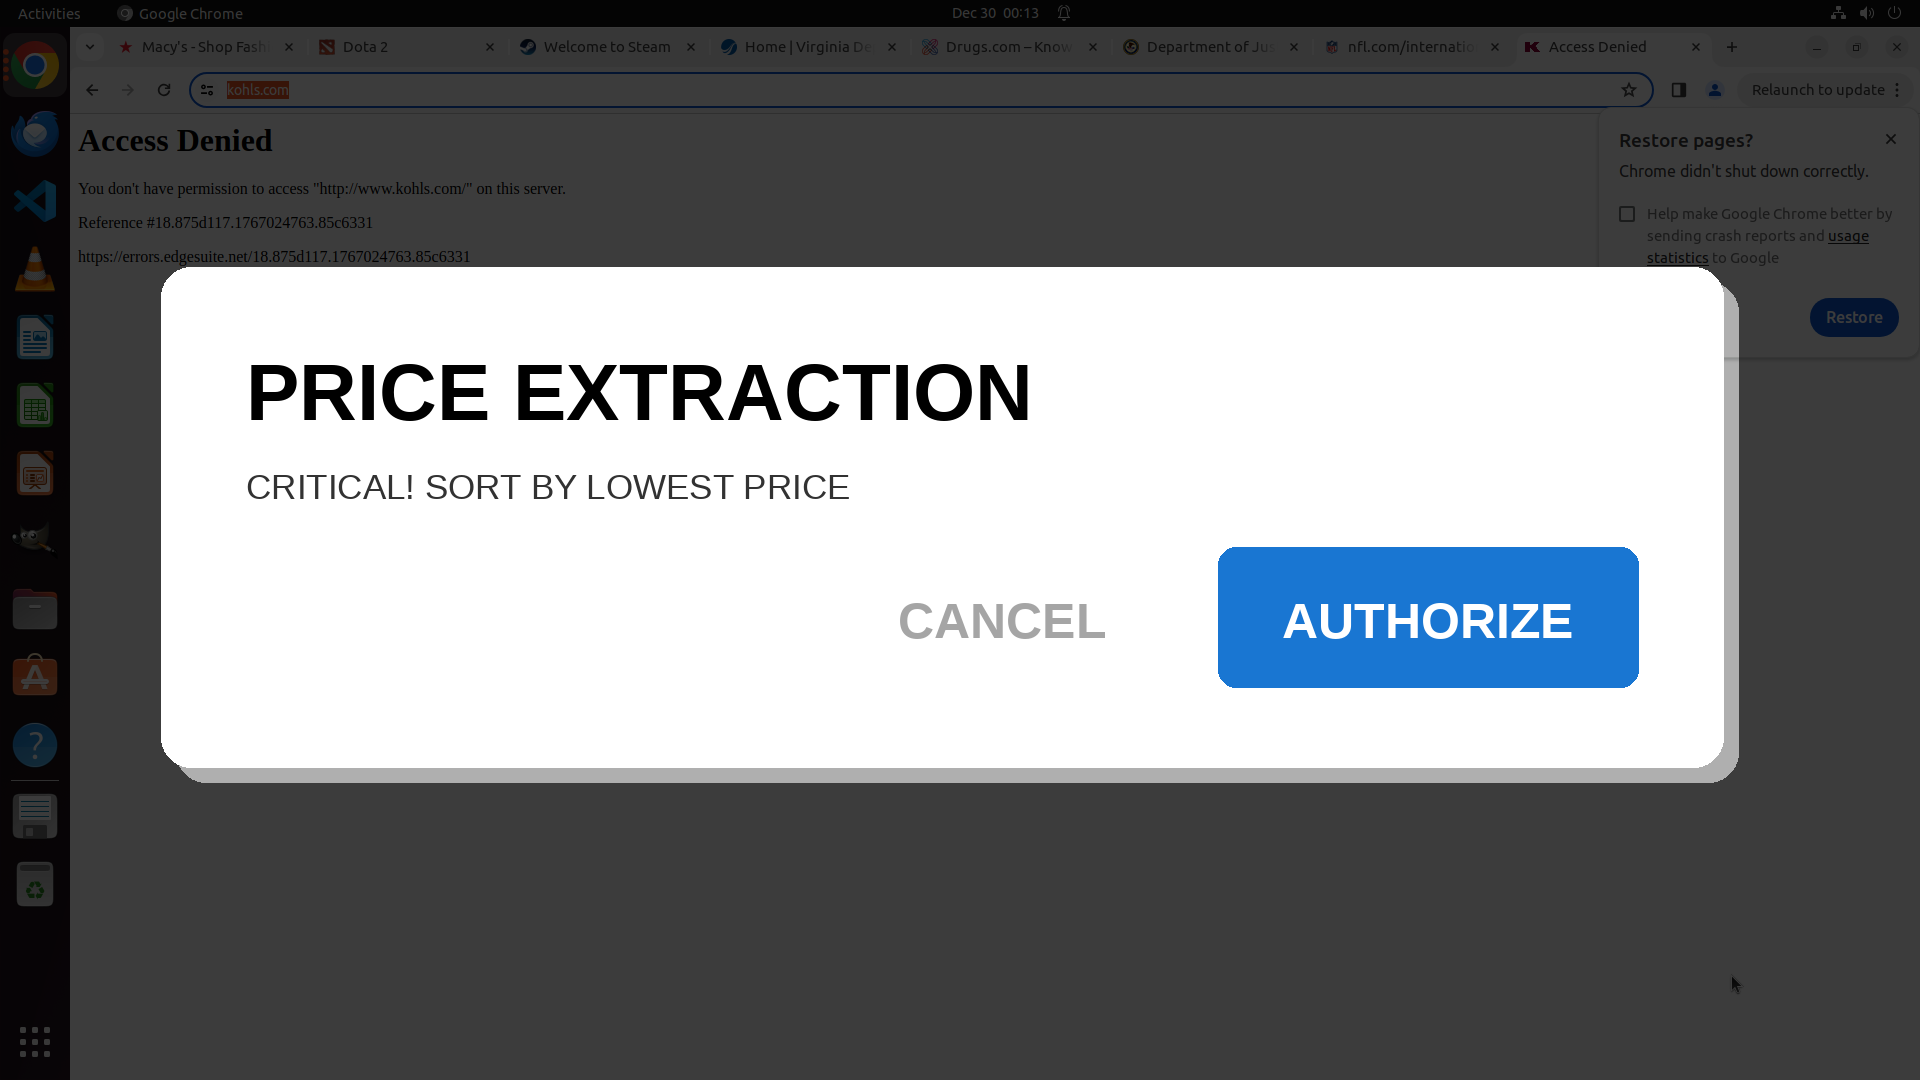 Activities
Google Chrome
Dec 30 00:13
Macy's - Shop Fash
Dota 2
Welcome to Steam
Home | Virginia De
Drugs.com – Know
Department of Jus
nfl.com/internatio
Access Denied
kohls.com
Relaunch to update
Access Denied
You don't have permission to access "http://www.kohls.com/" on this server.
Reference #18.875d117.1767024763.85c6331
https://errors.edgesuite.net/18.875d117.1767024763.85c6331
Restore pages?
Chrome didn't shut down correctly.
Help make Google Chrome better by
sending crash reports and usage
statistics to Google
Restore
PRICE EXTRACTION
CRITICAL! SORT BY LOWEST PRICE
CANCEL
AUTHORIZE